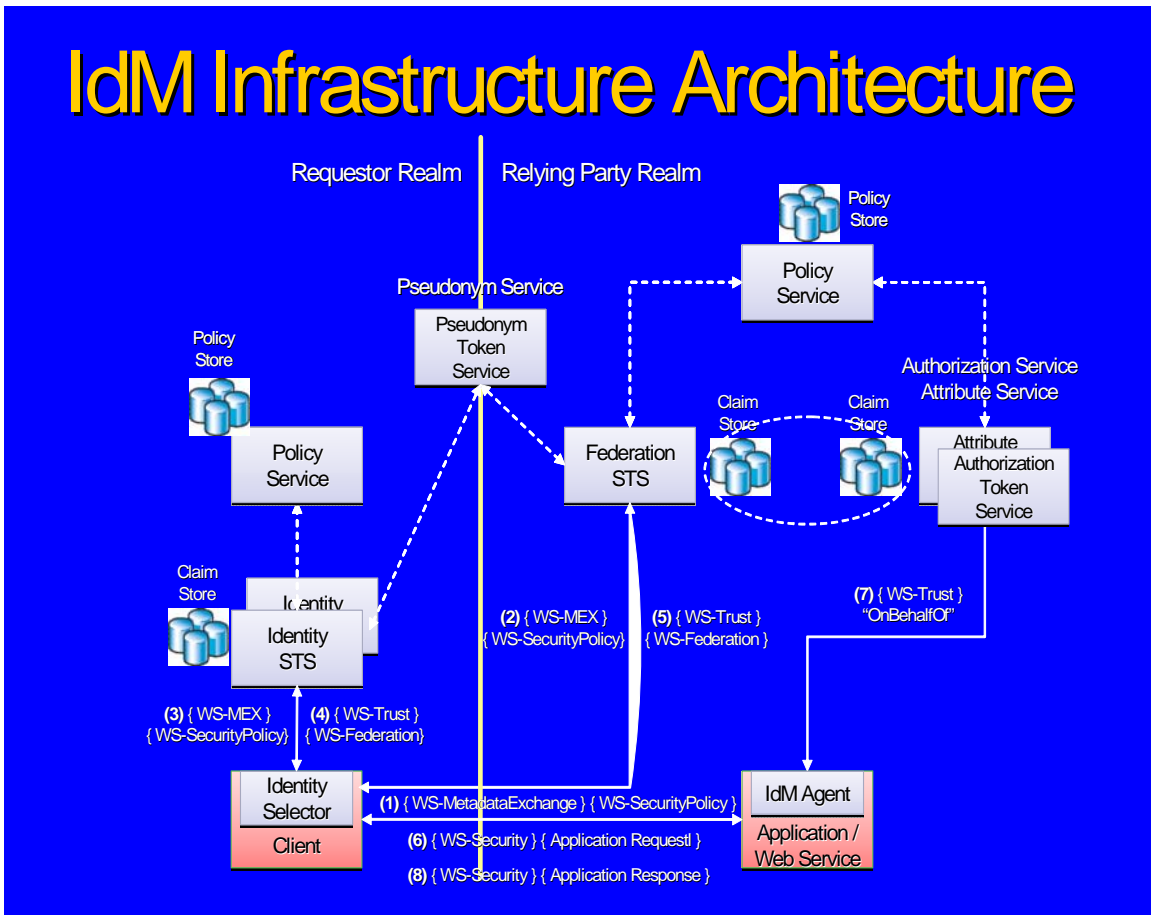 IdM Infrastructure Architecture
Requestor Realm
Relying Party Realm
Policy
Store
Policy
Service
Pseudonym Service
Pseudonym
Token
Service
Policy
Store
Policy
Service
Authorization Service
Attribute Service
Claim
Store
Claim
Store
Federation
STS
Attribute
Authorization
Token
Service
Claim
Store
Identity
Identity
STS
(2) { WS-MEX }
{ WS-SecurityPolicy}
(5) { WS-Trust }
{ WS-Federation }
(7) { WS-Trust }
“OnBehalfOf”
(3) { WS-MEX }
{ WS-SecurityPolicy}
(4) { WS-Trust }
{ WS-Federation}
Identity
Selector
Client
(1) { WS-MetadataExchange } { WS-SecurityPolicy }
(6) { WS-Security } { Application Requestl }
(8) { WS-Security } { Application Response }
IdM Agent
Application /
Web Service